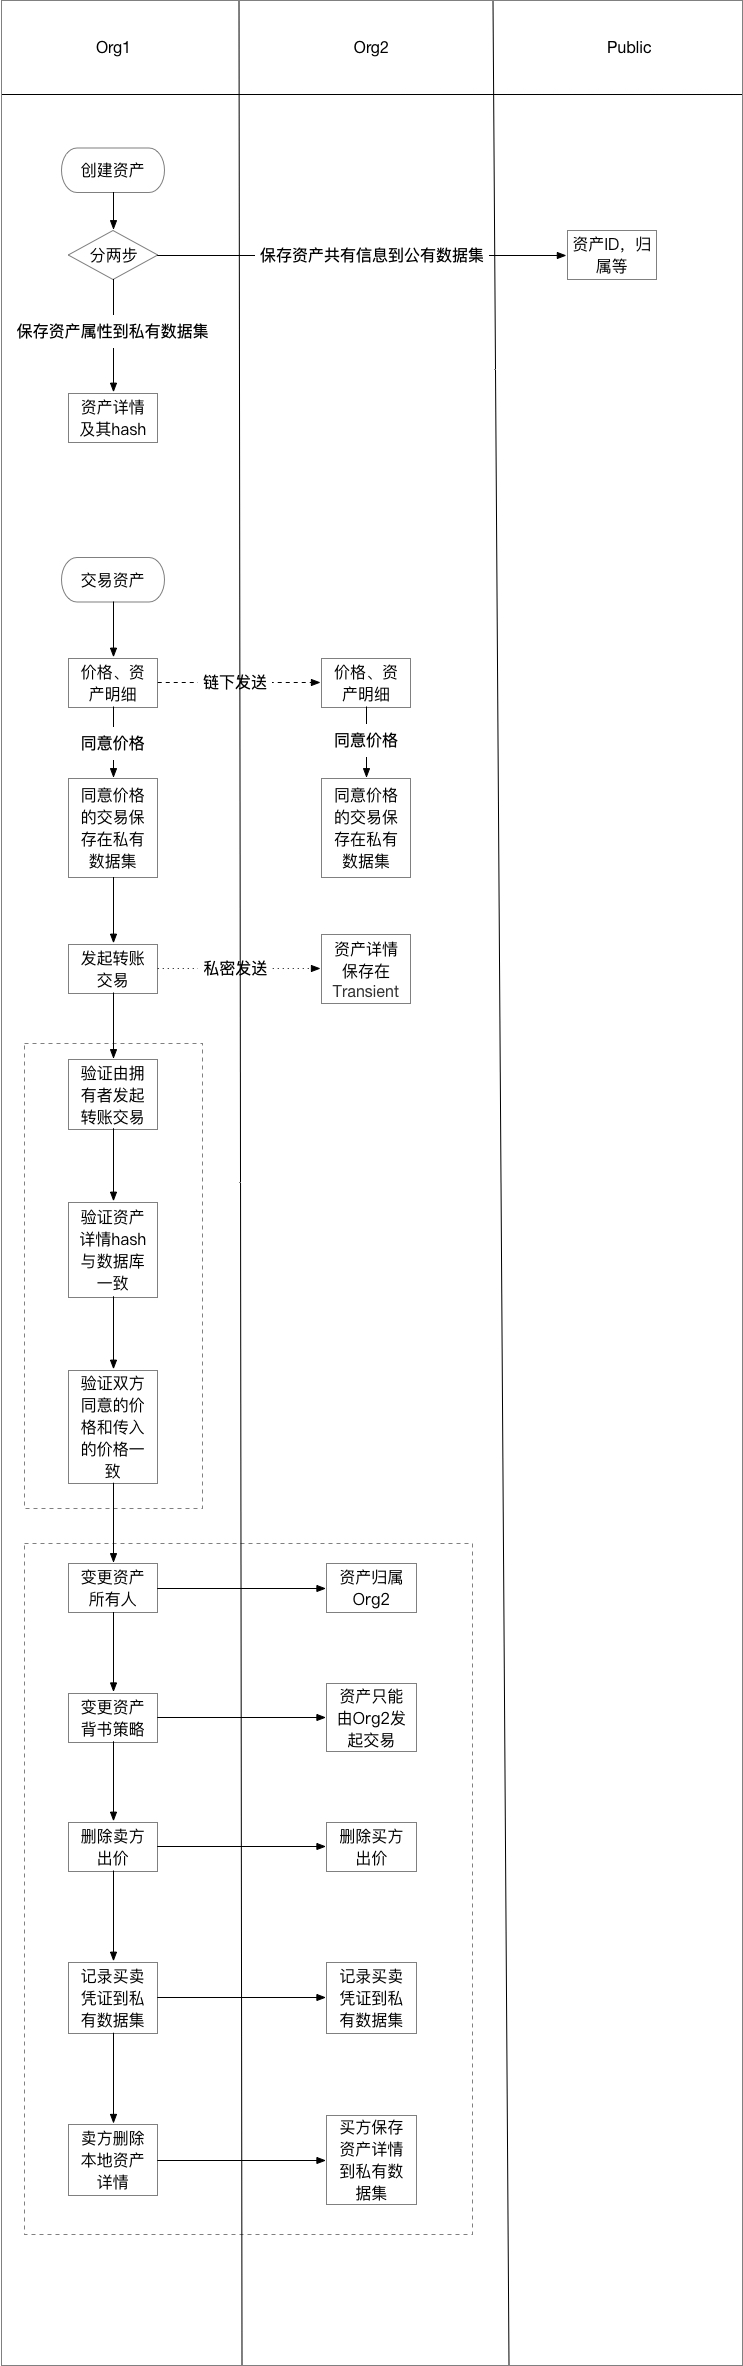 Org1
Org2
Public
创建资产
分两步
保存资产共有信息到公有数据集
资产ID，归
属等
保存资产属性到私有数据集
资产详情
及其hash
交易资产
价格、资
产明细
链下发送
价格、资
产明细
同意价格
同意价格
同意价格
的交易保
存在私有
数据集
同意价格
的交易保
存在私有
数据集
发起转账
交易
私密发送
资产详情
保存在
Transient
验证由拥
有者发起
转账交易
验证资产
详情hash
与数据库
一致
验证双方
同意的价
格和传入
的价格一
致
变更资产
所有人
资产归属
Org2
变更资产
背书策略
资产只能
由Org2发
起交易
删除卖方
出价
删除买方
出价
记录买卖
凭证到私
有数据集
记录买卖
凭证到私
有数据集
卖方删除
本地资产
详情
买方保存
资产详情
到私有数
据集